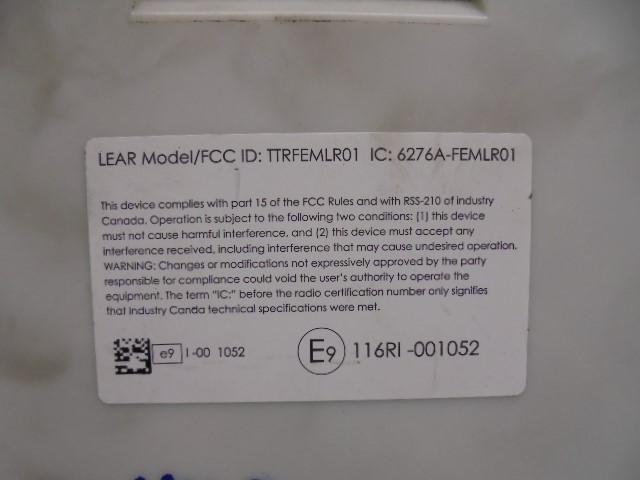 LEAR Model/FCC ID: TTRFEMLR01 IC: 6276A-FEMLR01
This device complies with part 15 of the FCC Rules and with RSS-210 of industry
Canada. Operation is subject to the following two conditions: (1) this device
must not cause harmful interference, and (2) this device must accept any
interference received, including interference that may cause undesired operation.
WARNING: Changes or modifications not expressively approved by the party
responsible for compliance could void the user's authority to operate the
equipment. The term "IC:" before the radio certification number only signifies
that Industry Canda technical specifications were met.
e9 I-00 1052
E9 116RI-001052